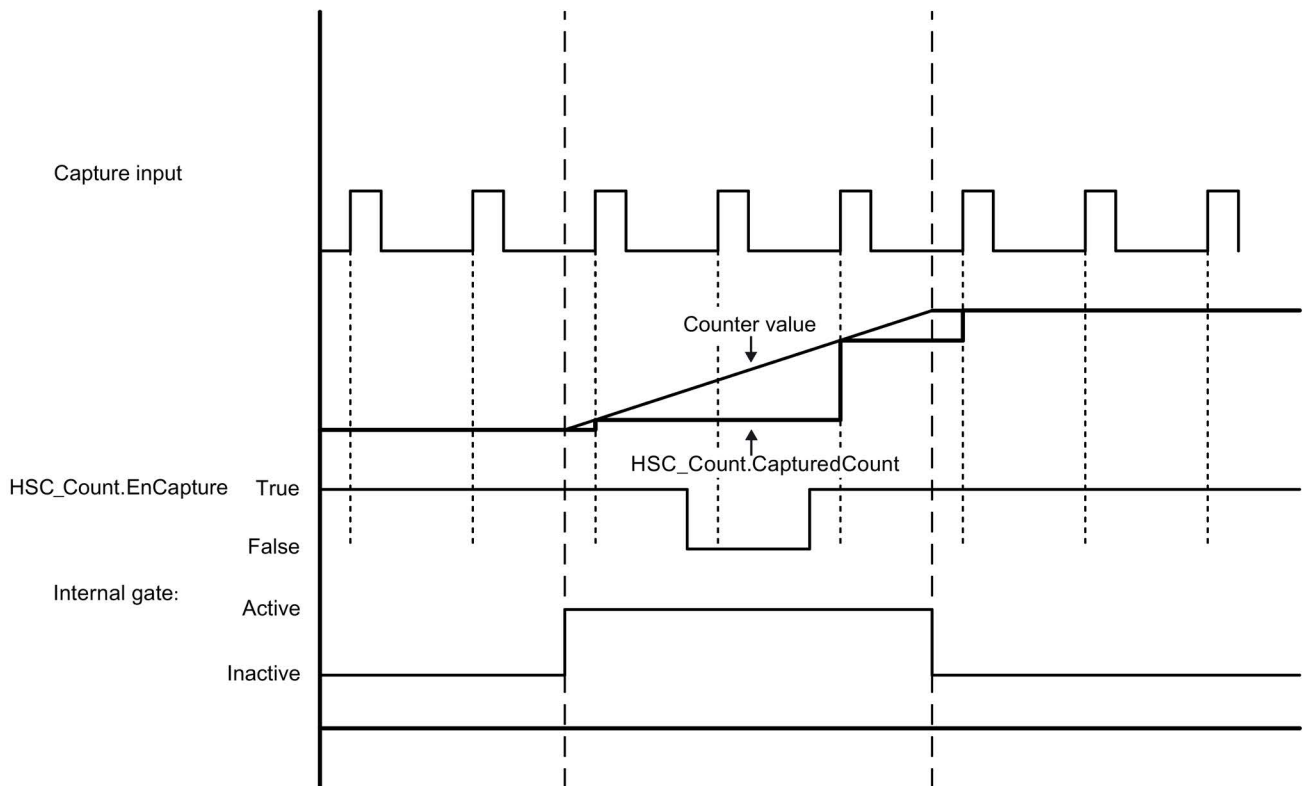 Capture input
Counter value
HSC_Count.CapturedCount
HSC_Count.EnCapture True
False
Internal gate:
Active
Inactive